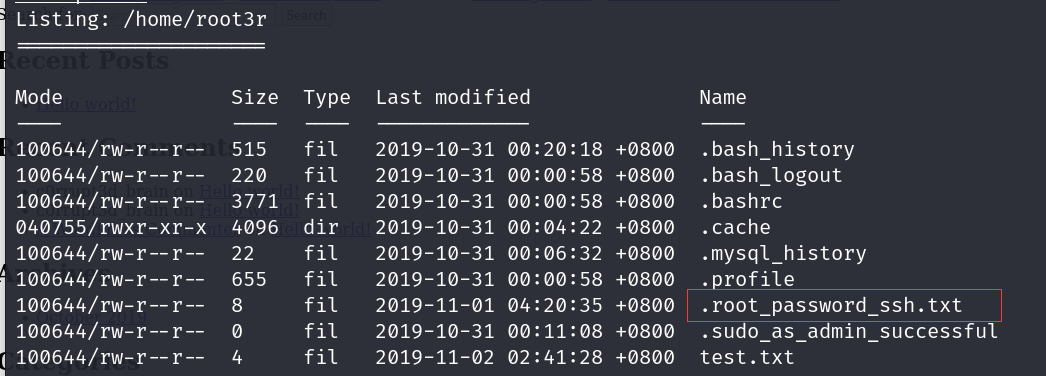 Listing: /home/root3r
=====================
Recent Posts
Hello world!
Mode Size Type Last modified Name
---- ---- ---- ------------- ----
100644/rw-r--r-- 515 fil 2019-10-31 00:20:18 +0800 .bash_history
100644/rw-r--r-- 220 fil 2019-10-31 00:00:58 +0800 .bash_logout
100644/rw-r--r-- 3771 fil 2019-10-31 00:00:58 +0800 .bashrc
040755/rwxr-xr-x 4096 dir 2019-10-31 00:04:22 +0800 .cache
100644/rw-r--r-- 22 fil 2019-10-31 00:06:32 +0800 .mysql_history
100644/rw-r--r-- 655 fil 2019-10-31 00:00:58 +0800 .profile
100644/rw-r--r-- 8 fil 2019-11-01 04:20:35 +0800 .root_password_ssh.txt
100644/rw-r--r-- 0 fil 2019-10-31 00:11:08 +0800 .sudo_as_admin_successful
100644/rw-r--r-- 4 fil 2019-11-02 02:41:28 +0800 test.txt